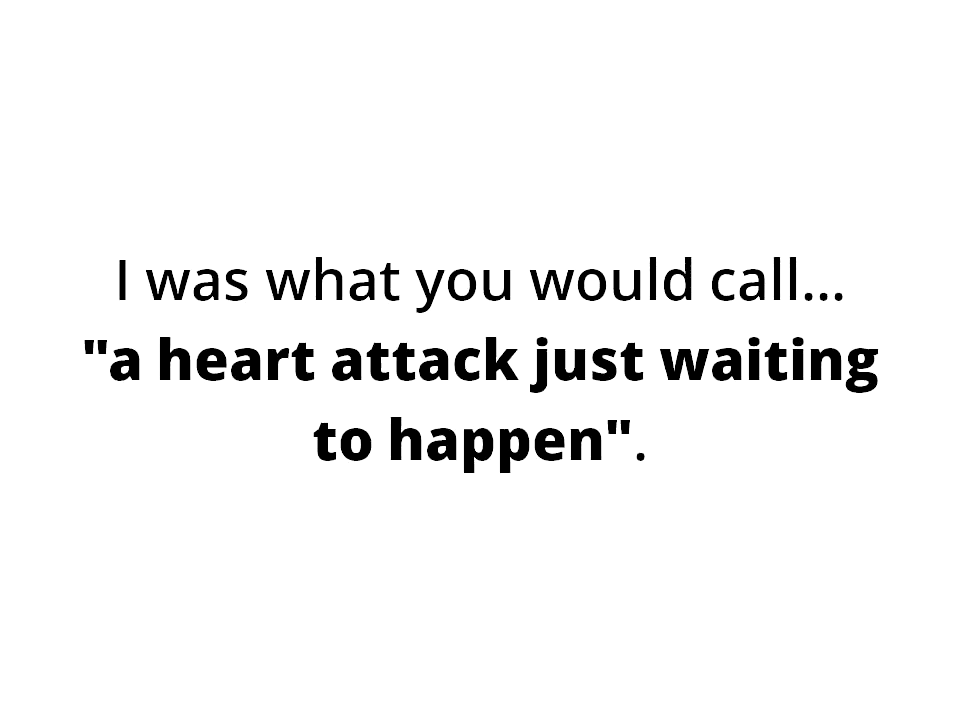 I was what you would call...
"a heart attack just waiting
to happen".